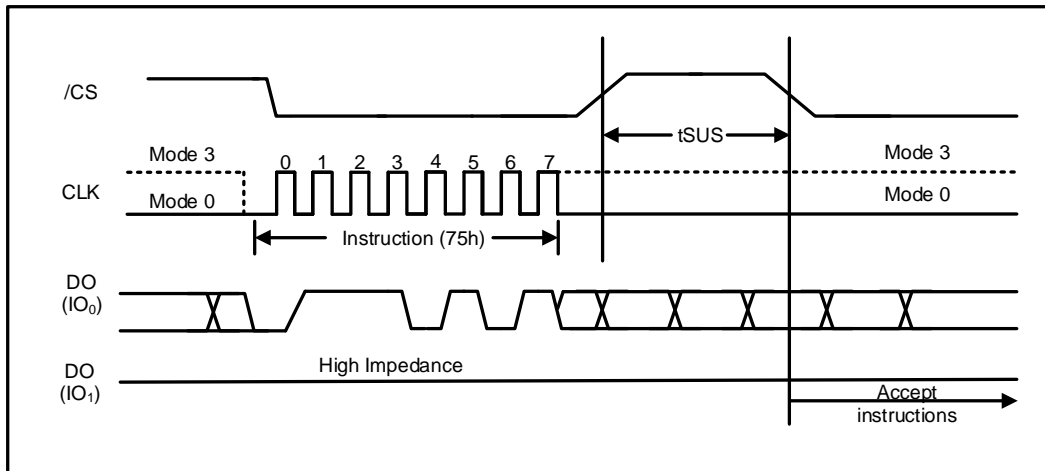 /CS
tSUS
Mode 3
0 1 2 3 4 5 6 7
Mode 3
CLK
Mode 0
Mode 0
Instruction (75h)
DO
(IO0)
High Impedance
DO
(IO1)
Accept
instructions